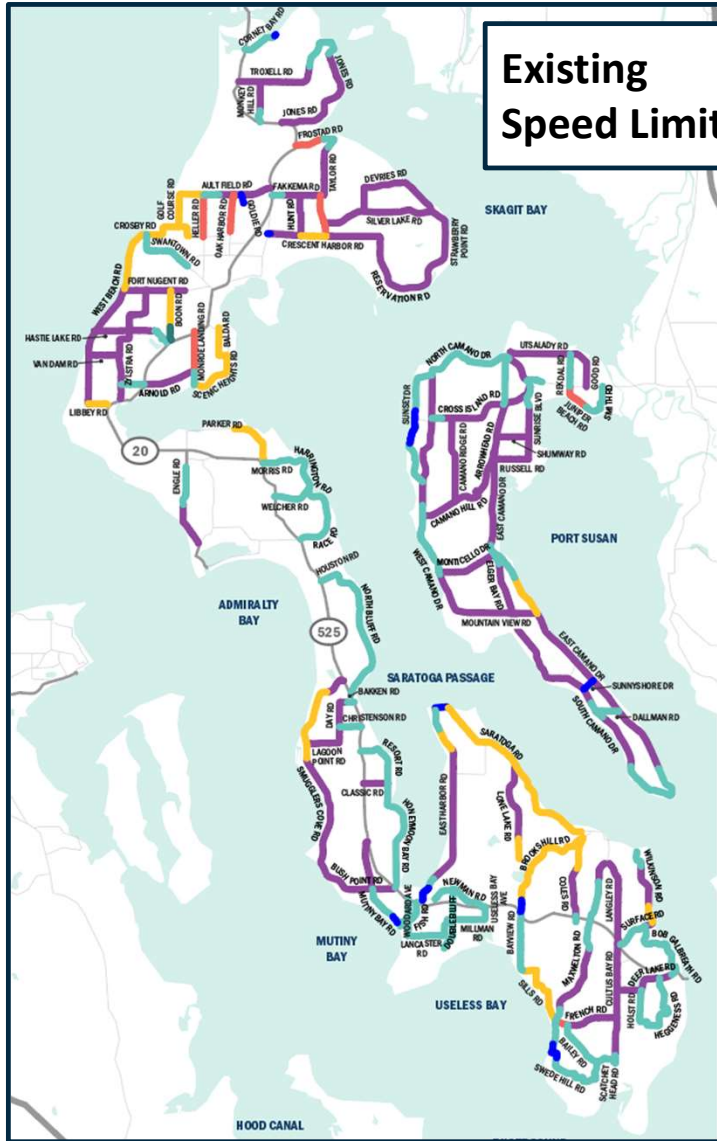 Existing
Speed Limit
CORNET BAY RD
TROXELL RD
JONES RD
MONKEY
HILL RD
JONES RD
FROSTAD RD
TAYLOR RD
DEVRIES RD
AULT FIELD RD
FAKKEMA RD
GOLF
COURSE RD
HELLER RD
OAK HARBOR RD
GOLDIE RD
HUNT RD
SILVER LAKE RD
STRAWBERRY
POINT RD
SKAGIT BAY
CROSBY RD
SWANTOWN RD
CRESCENT HARBOR RD
RESERVATION RD
WEST BEACH RD
FORT NUGENT RD
BOON RD
HASTIE LAKE RD
VAN DAM RD
ZYLSTRA RD
ARNOLD RD
MONROE LANDING RD
BALDA RD
SCENIC HEIGHTS RD
LIBBEY RD
NORTH CAMANO DR
UTSALADY RD
REKDAL RD
GOOD RD
SMITH RD
JUNIPER
BEACH RD
SUNSET DR
CROSS ISLAND RD
SUNRISE BLVD
CAMANO RIDGE RD
ARROWHEAD RD
SHUMWAY RD
RUSSELL RD
CAMANO HILL RD
EAST CAMANO DR
PARKER RD
20
ENGLE RD
MORRIS RD
HARRINGTON RD
WELCHER RD
RACE RD
HOUSTON RD
NORTH BLUFF RD
WEST CAMANO DR
MONTICELLO DR
ELGER BAY RD
PORT SUSAN
MOUNTAIN VIEW RD
ADMIRALTY
BAY
525
EAST CAMANO DR
SARATOGA PASSAGE
SUNNYSHORE DR
SOUTH CAMANO DR
DALLMAN RD
BAKKEN RD
DAY RD
CHRISTENSON RD
LAGOON
POINT RD
RESORT RD
SMUGGLERS COVE RD
CLASSIC RD
HONEYMOON BAY RD
SARATOGA RD
EAST HARBOR RD
LONE LAKE RD
BROOKS HILL RD
BUSH POINT RD
MUTINY BAY RD
WOODARD AVE
FISH RD
NEWMAN RD
DOUBLE BLUFF
LANCASTER
RD
MILLMAN
RD
USELESS BAY
AVE
BAYVIEW RD
COLES RD
LANGLEY RD
WILKINSON RD
SURFACE RD
BOB GALBREATH RD
MUTINY
BAY
USELESS BAY
MAXWELTON RD
CULTUS BAY RD
DEER LAKE RD
HOLST RD
HEGGENESS RD
SILLS RD
FRENCH RD
BAILEY RD
SWEDE HILL RD
SCATCHET
HEAD RD
HOOD CANAL